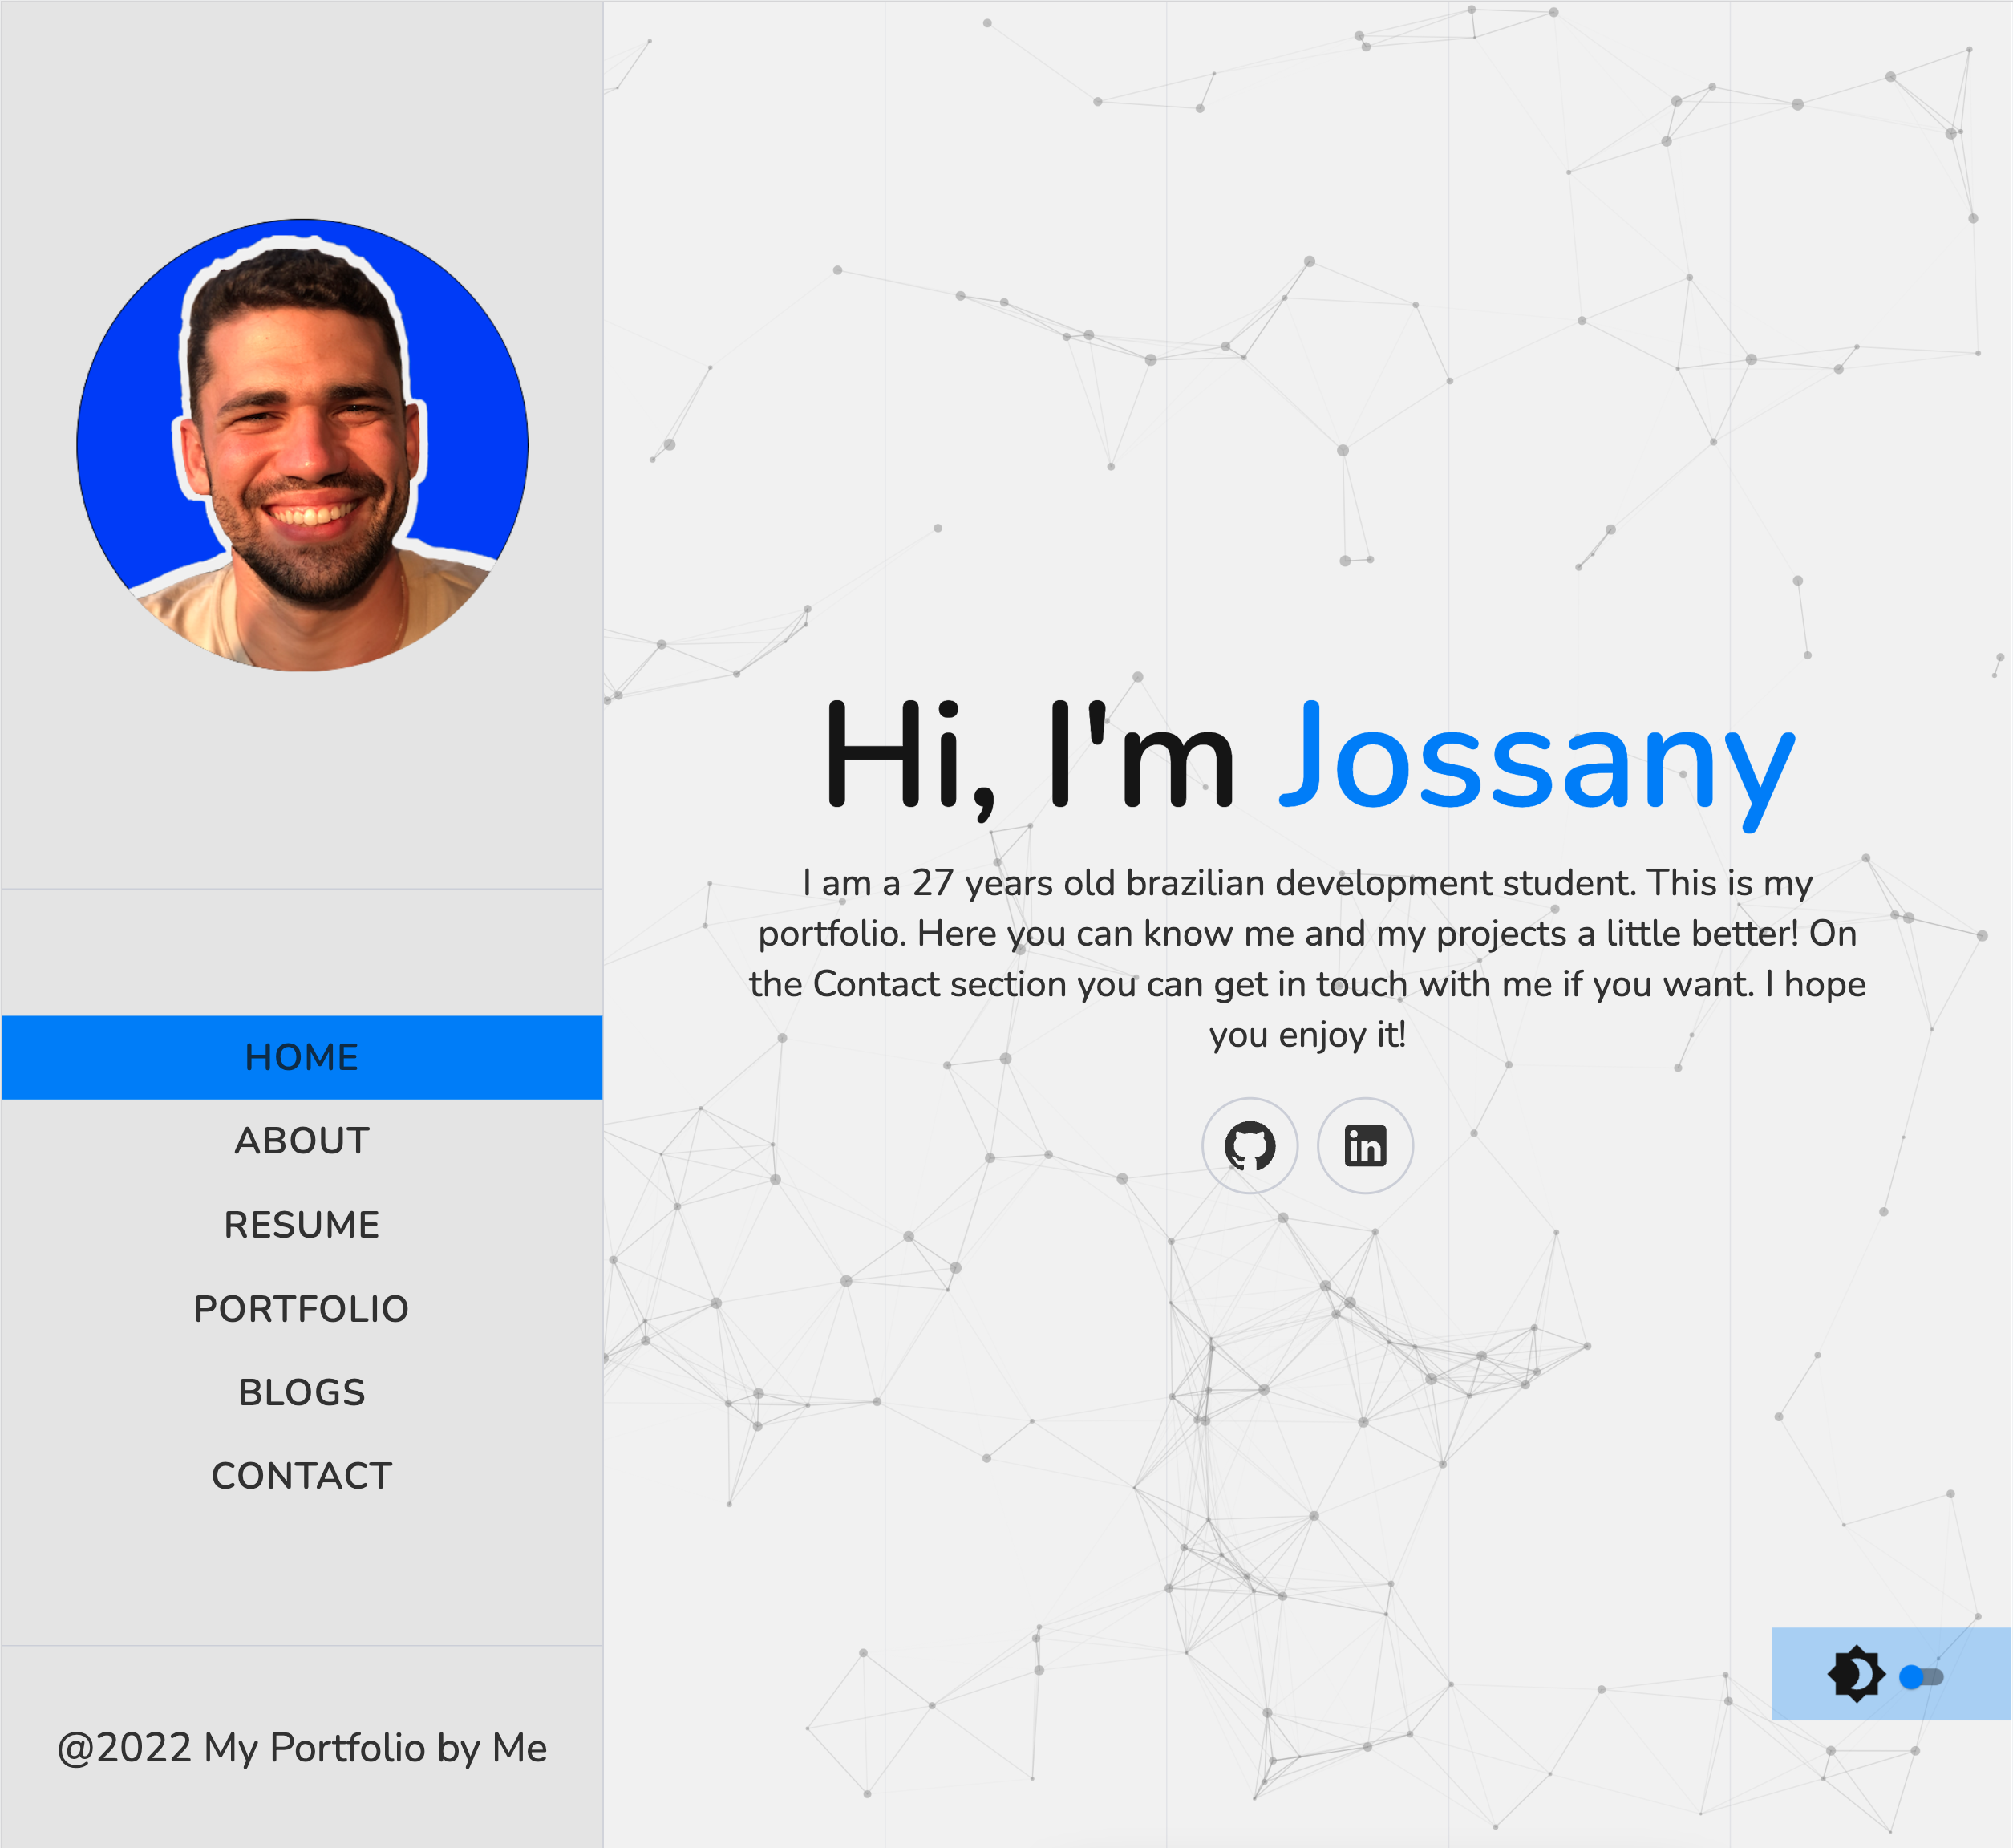 HOME
ABOUT
RESUME
PORTFOLIO
BLOGS
CONTACT
@2022 My Portfolio by Me
Hi, I'm Jossany
I am a 27 years old brazilian development student. This is my
portfolio. Here you can know me and my projects a little better! On
the Contact section you can get in touch with me if you want. I hope
you enjoy it!
in